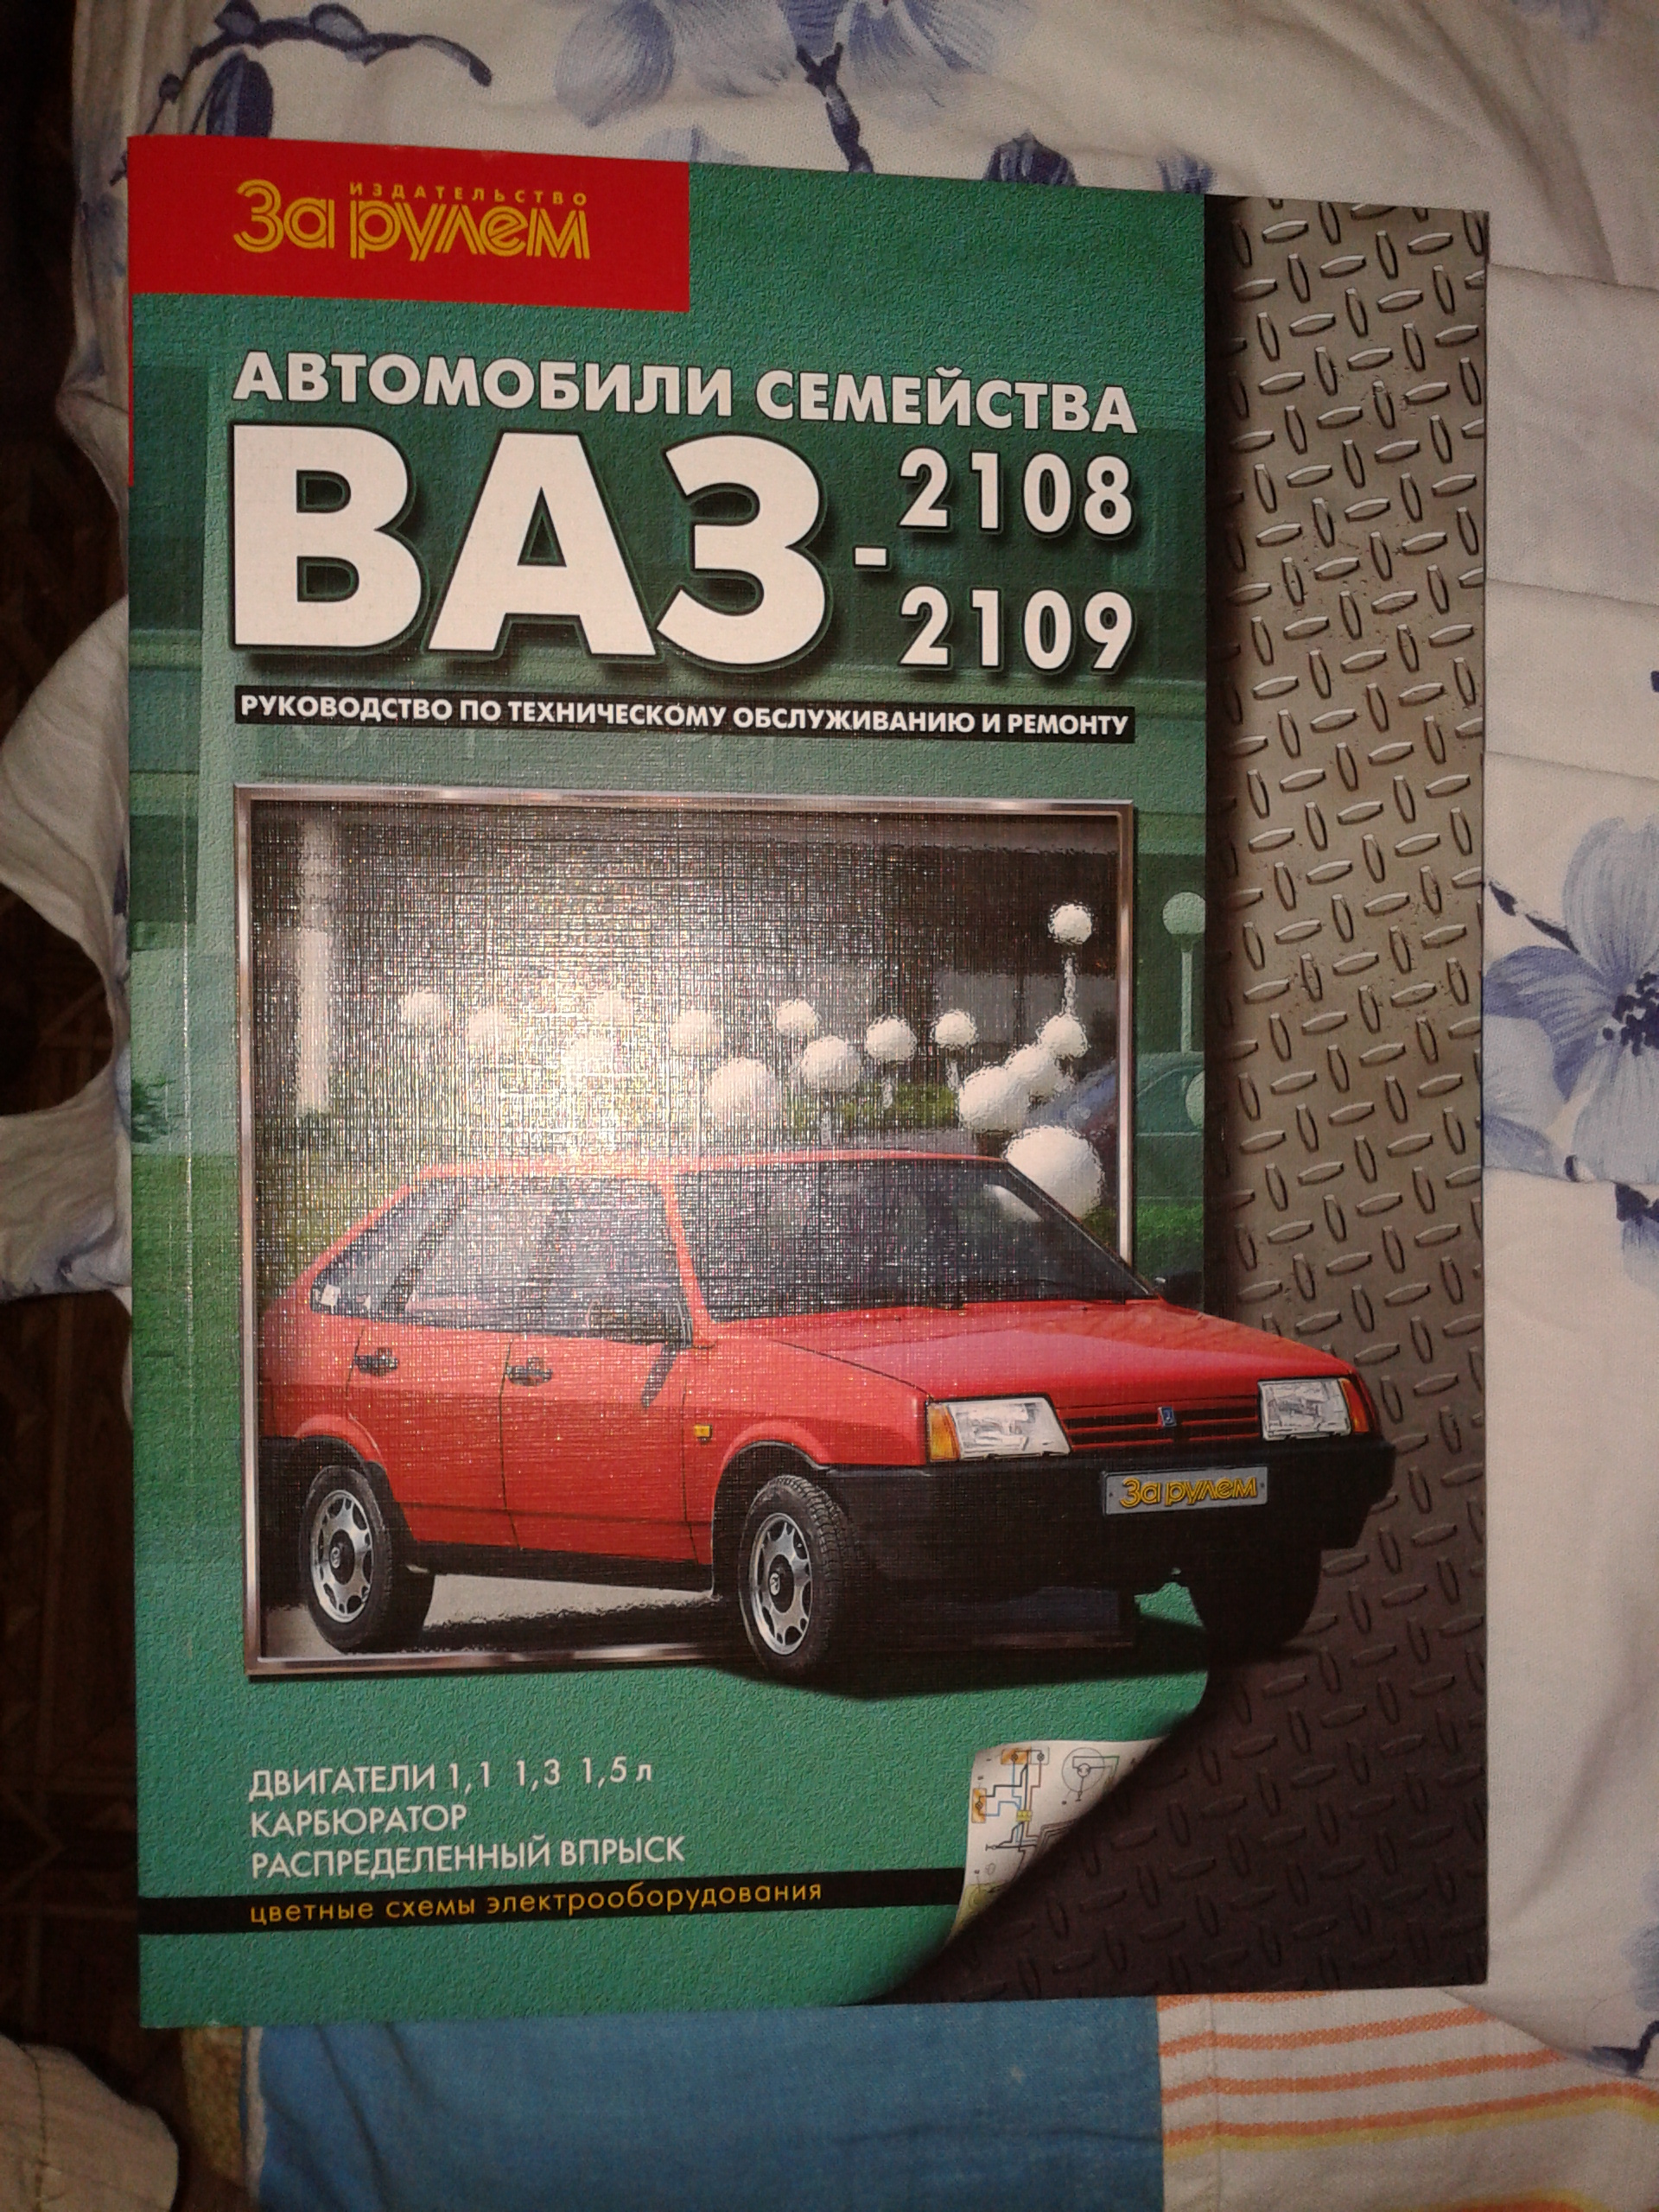 ИЗДАТЕЛЬСТВО
За рулем
АВТОМОБИЛИ СЕМЕЙСТВА
ВАЗ-2108
2109
РУКОВОДСТВО ПО ТЕХНИЧЕСКОМУ ОБСЛУЖИВАНИЮ И РЕМОНТУ
За рулем
ДВИГАТЕЛИ 1,1 1,3 1,5 л
КАРБЮРАТОР
РАСПРЕДЕЛЕННЫЙ ВПРЫСК
цветные схемы электрооборудования